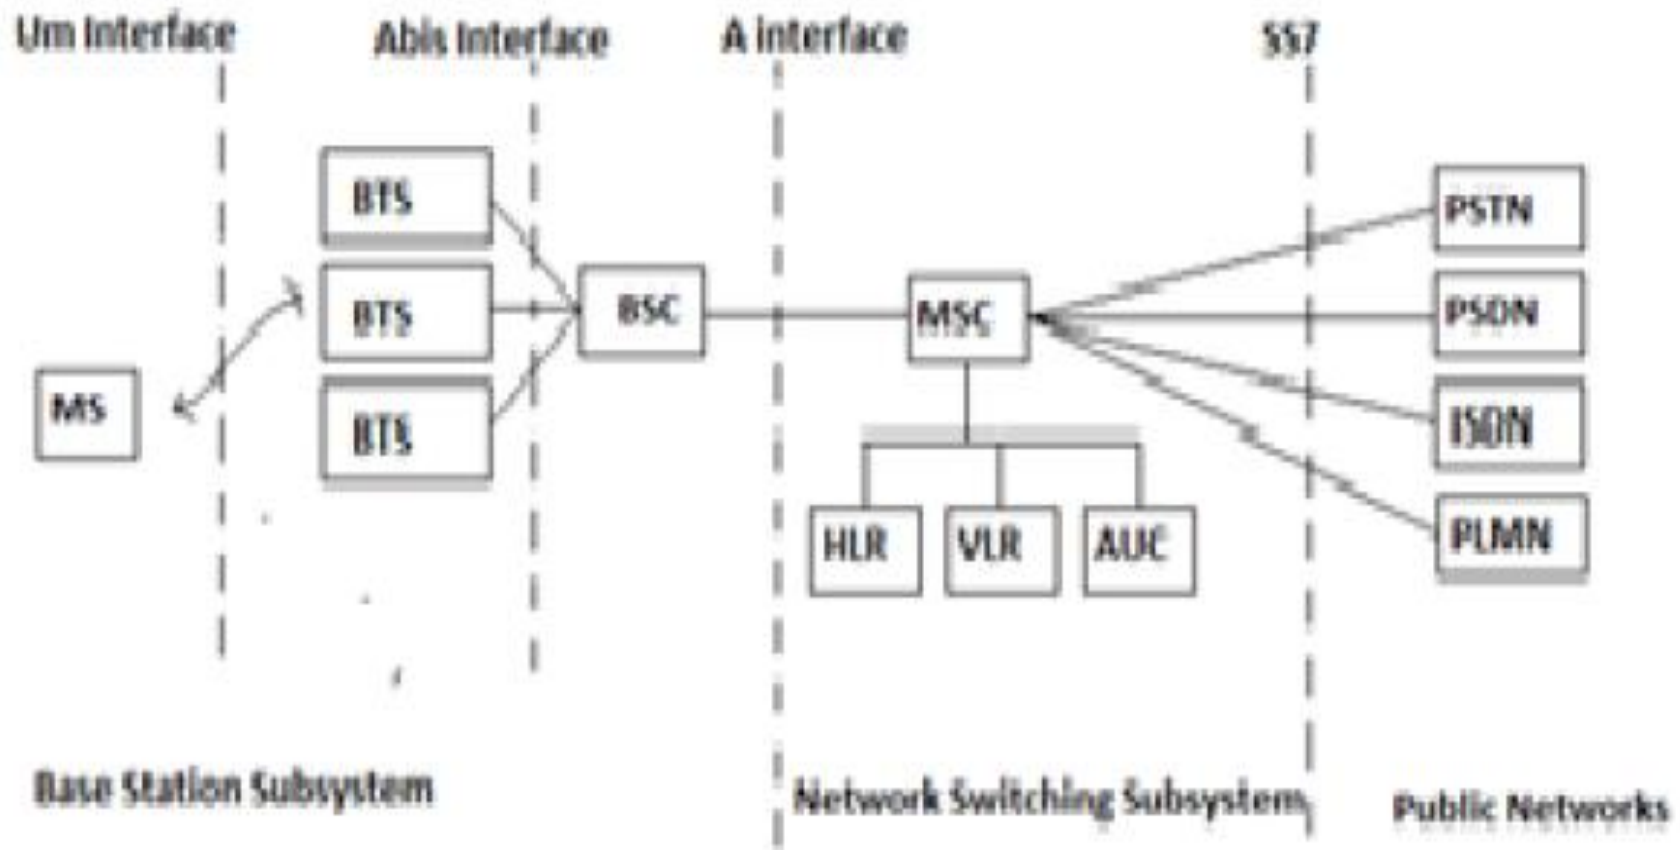 Um Interface
Abis Interface
A interface
SS7
BTS
BTS
BTS
MS
BSC
MSC
HLR
VLR
AUC
PSTN
PSDN
ISDN
PLMN
Base Station Subsystem
Network Switching Subsystem
Public Networks